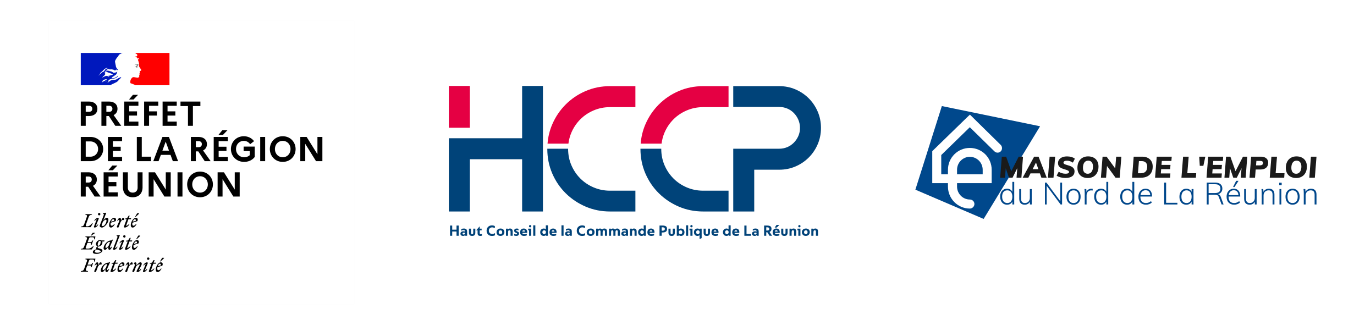 PRÉFET
DE LA RÉGION
RÉUNION
Liberté
Égalité
Fraternité
HCCP
Haut Conseil de la Commande Publique de La Réunion
e
MAISON DE L'EMPLOI
du Nord de La Réunion